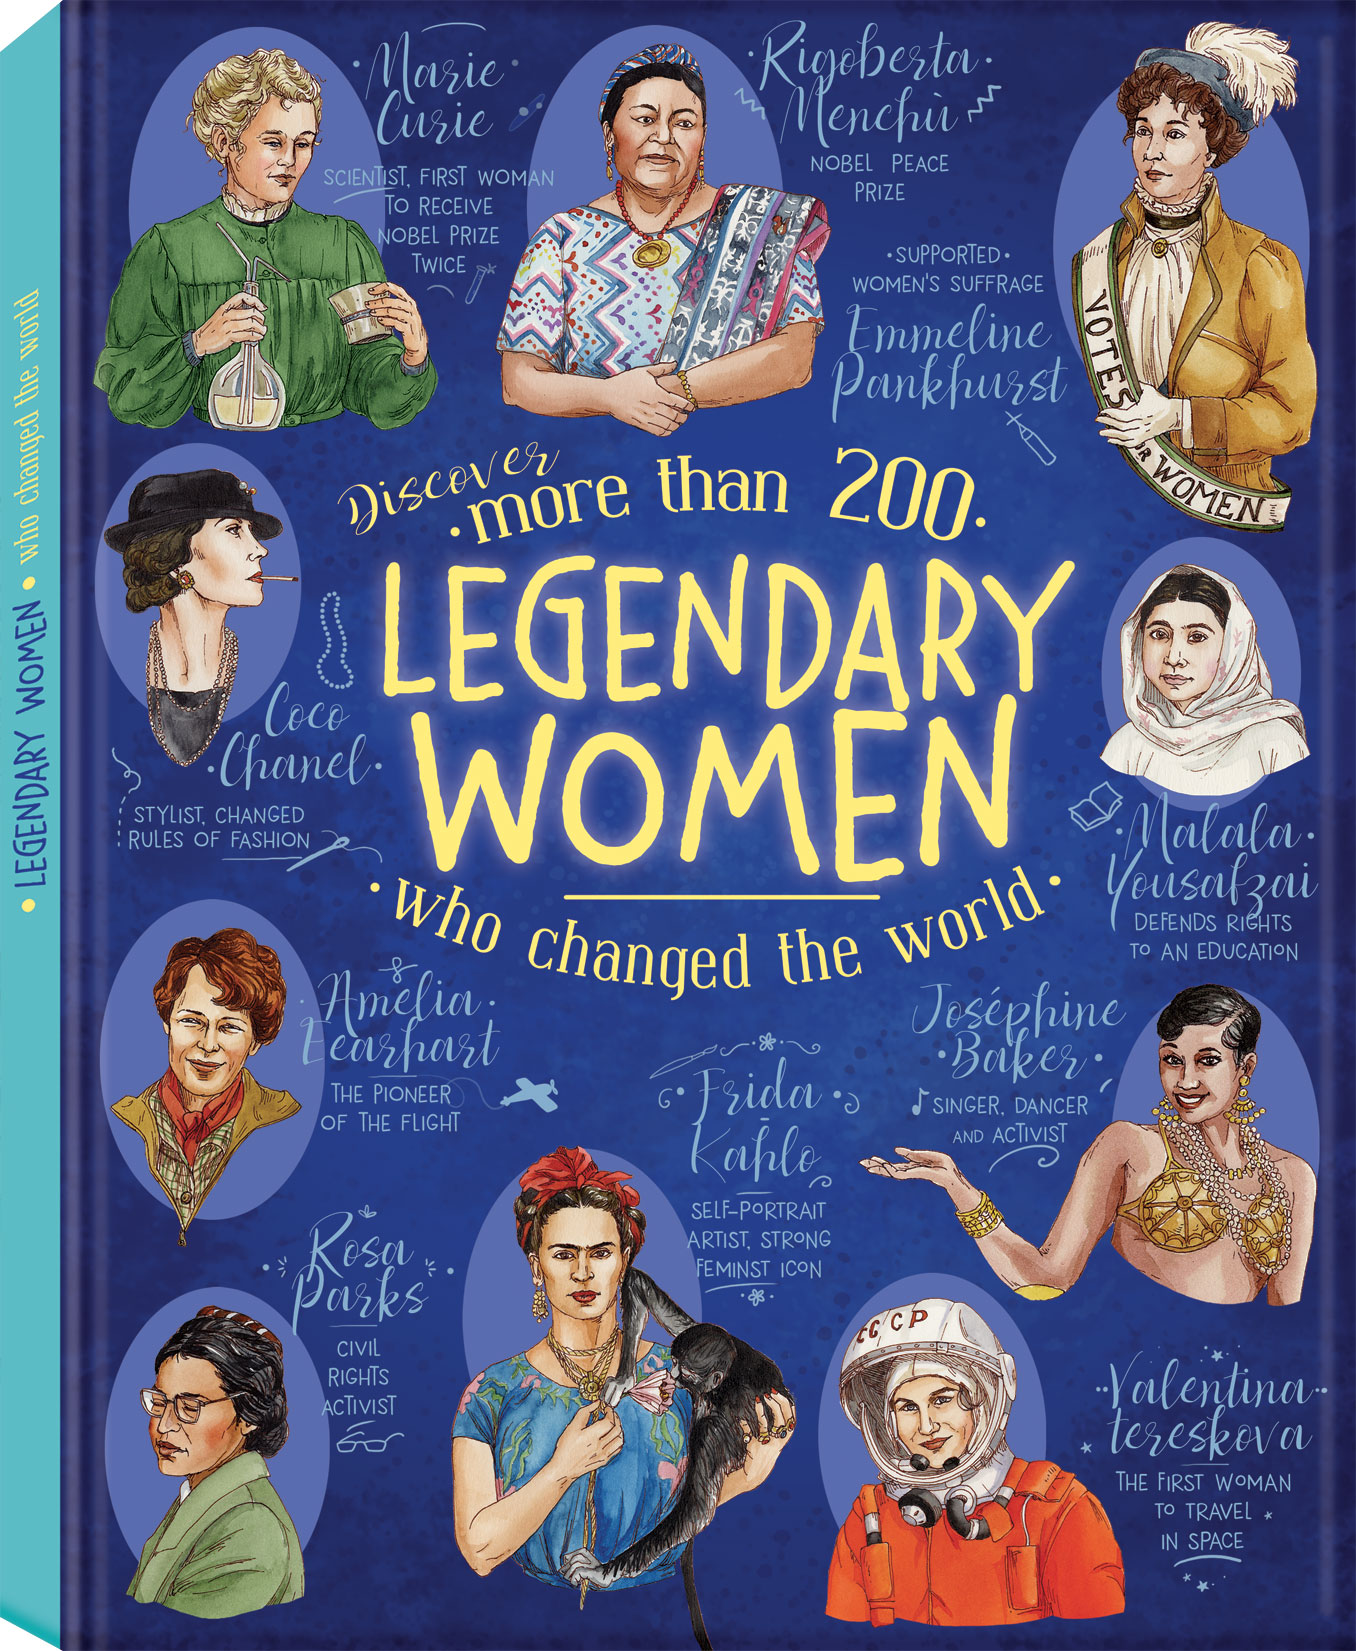 • LEGENDARY WOMEN • who changed the world
• Marie •
Curie
SCIENTIST, FIRST WOMAN
TO RECEIVE
NOBEL PRIZE
TWICE
• Rigoberta •
Menchù
NOBEL PEACE
PRIZE
• SUPPORTED •
WOMEN'S SUFFRAGE
Emmeline
Pankhurst
VOTES
FOR WOMEN
Discover
• more than 200 •
LEGENDARY
WOMEN
• who changed the world •
Coco
• Chanel •
STYLIST, CHANGED
RULES OF FASHION
• Malala •
Yousafzai
DEFENDS RIGHTS
TO AN EDUCATION
• Amelia •
Eearhart
THE PIONEER
OF THE FLIGHT
Joséphine
• Baker •
SINGER, DANCER
AND ACTIVIST
• Frida •
Kahlo
SELF-PORTRAIT
ARTIST, STRONG
FEMINST ICON
• Rosa •
Parks
CIVIL
RIGHTS
ACTIVIST
CCCP
• Valentina •
tereskova
THE FIRST WOMAN
TO TRAVEL
IN SPACE